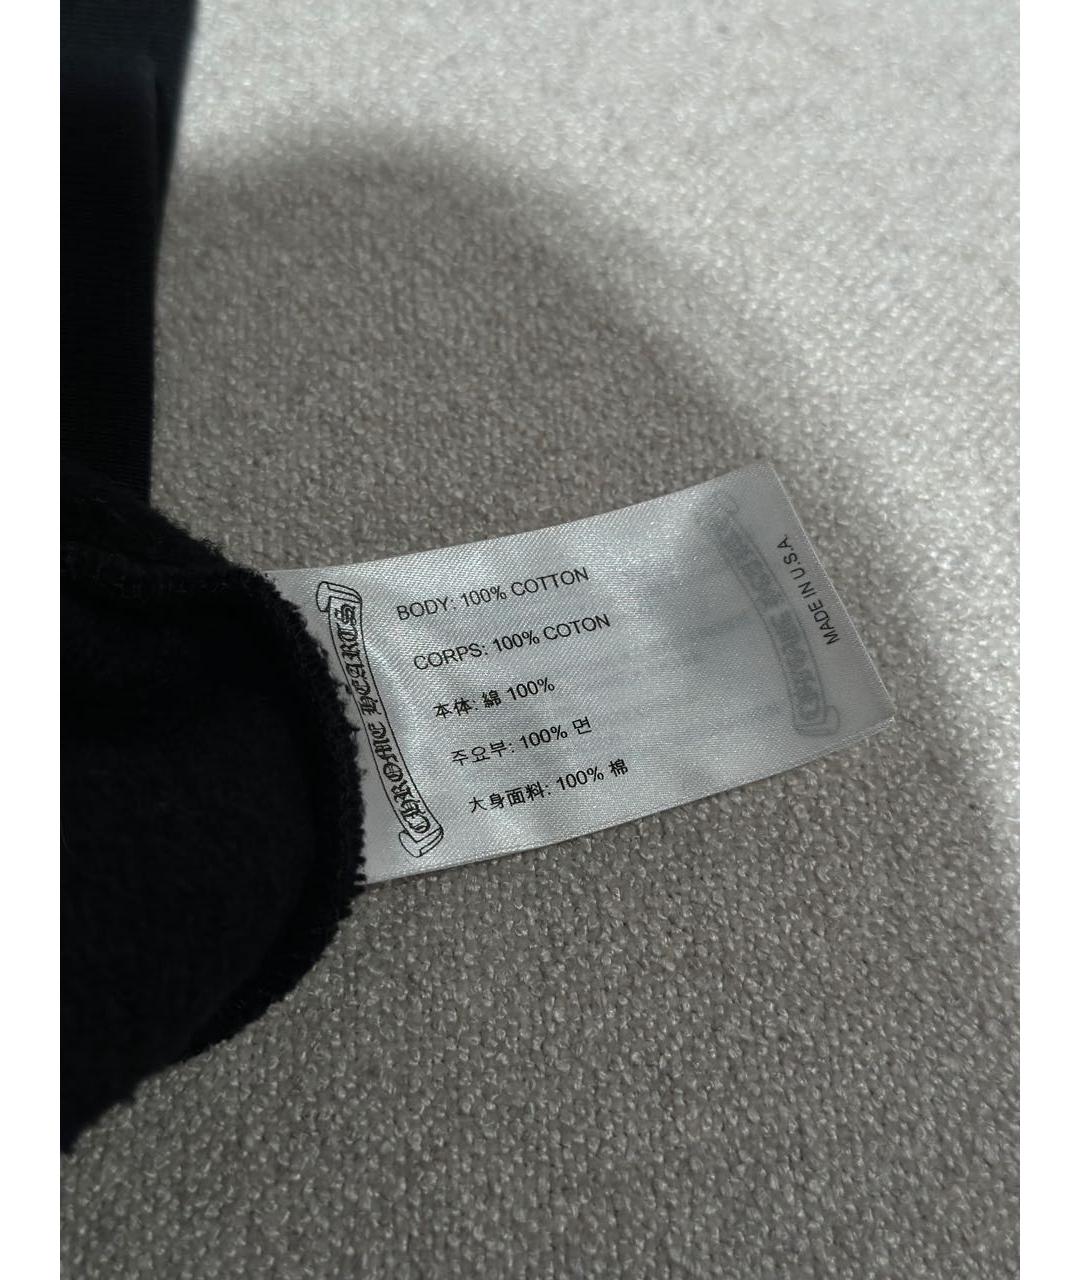 CHROME HEARTS
BODY: 100% COTTON
CORPS: 100% COTON
本体: 綿 100%
주요부: 100% 면
大身面料: 100% 棉
MADE IN U.S.A.